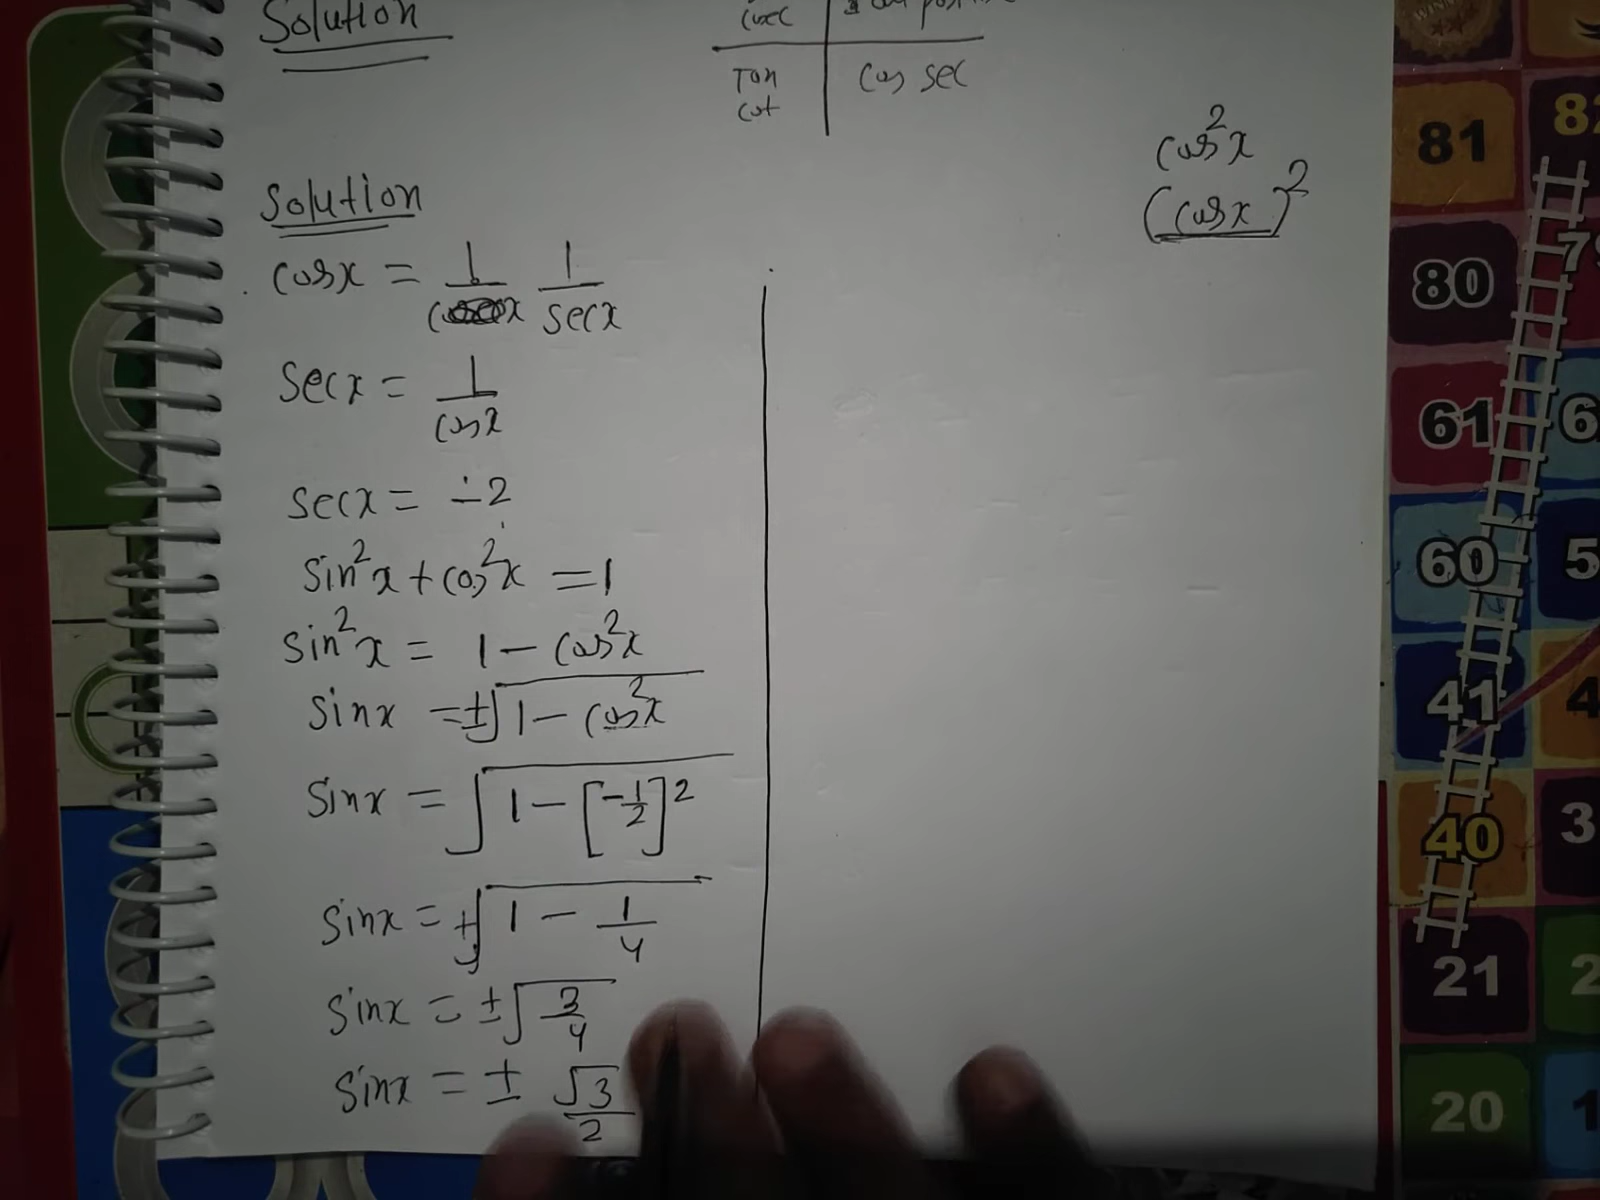 Solution
Tan
cot
cos sec
cos²x
(cosx)²
Solution
cosx = 1/ 1/secx
secx = 1/cosx
secx = -2
sin²x + cos²x = 1
sin²x = 1 - cos²x
sinx = ±√(1 - cos²x)
sinx = √(1 - [-1/2]²)
sinx = ±√(1 - 1/4)
sinx = ±√(3/4)
sinx = ± √3/2
81
80
61
60
41
40
21
20